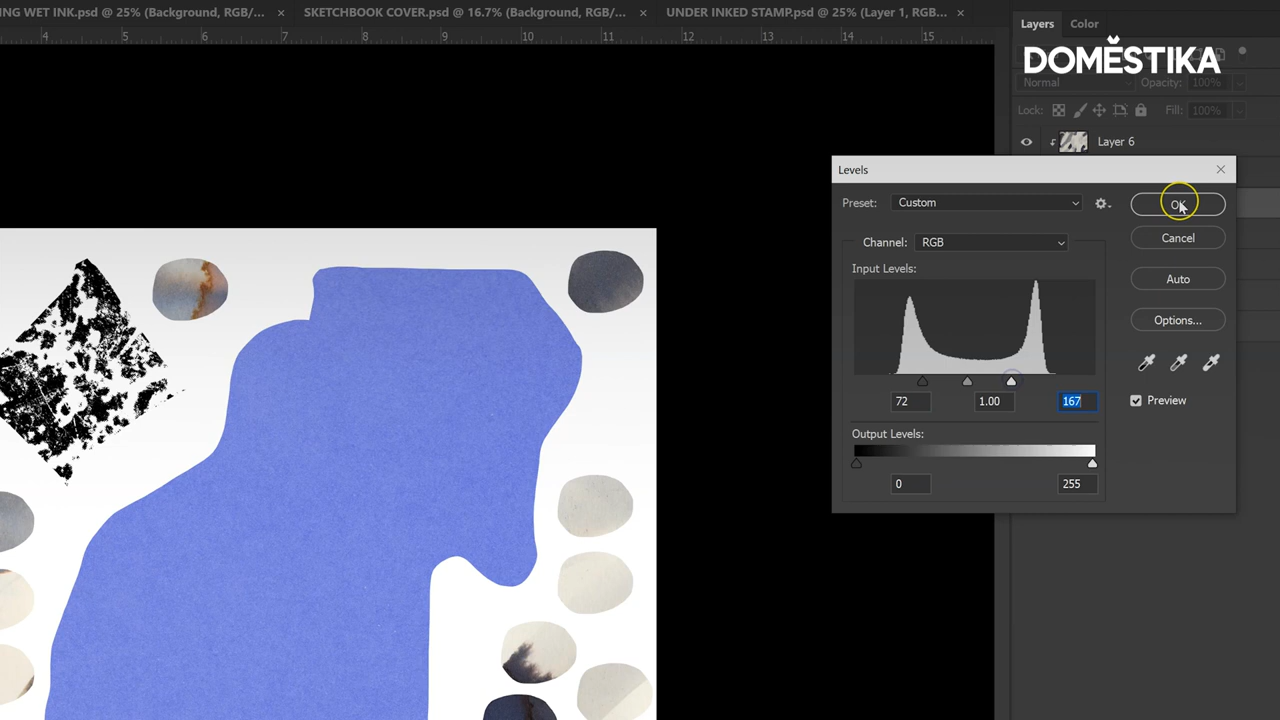 ING WET INK.psd @ 25% (Background, RGB/... × SKETCHBOOK COVER.psd @ 16.7% (Background, RGB/... × UNDER INKED STAMP.psd @ 25% (Layer 1, RGB... ×
4 5 6 7 8 9 10 11 12 13 14 15
Layers Color
DOMĚSTIKA
Normal Opacity: 100%
Lock: Fill: 100%
Layer 6
Levels
Preset: Custom
OK
Channel: RGB
Cancel
Input Levels:
Auto
Options...
72 1.00 167
Preview
Output Levels:
0 255